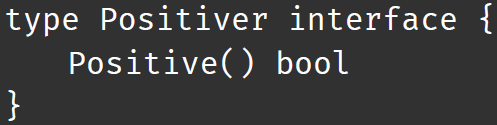 type Positiver interface {
    Positive() bool
}